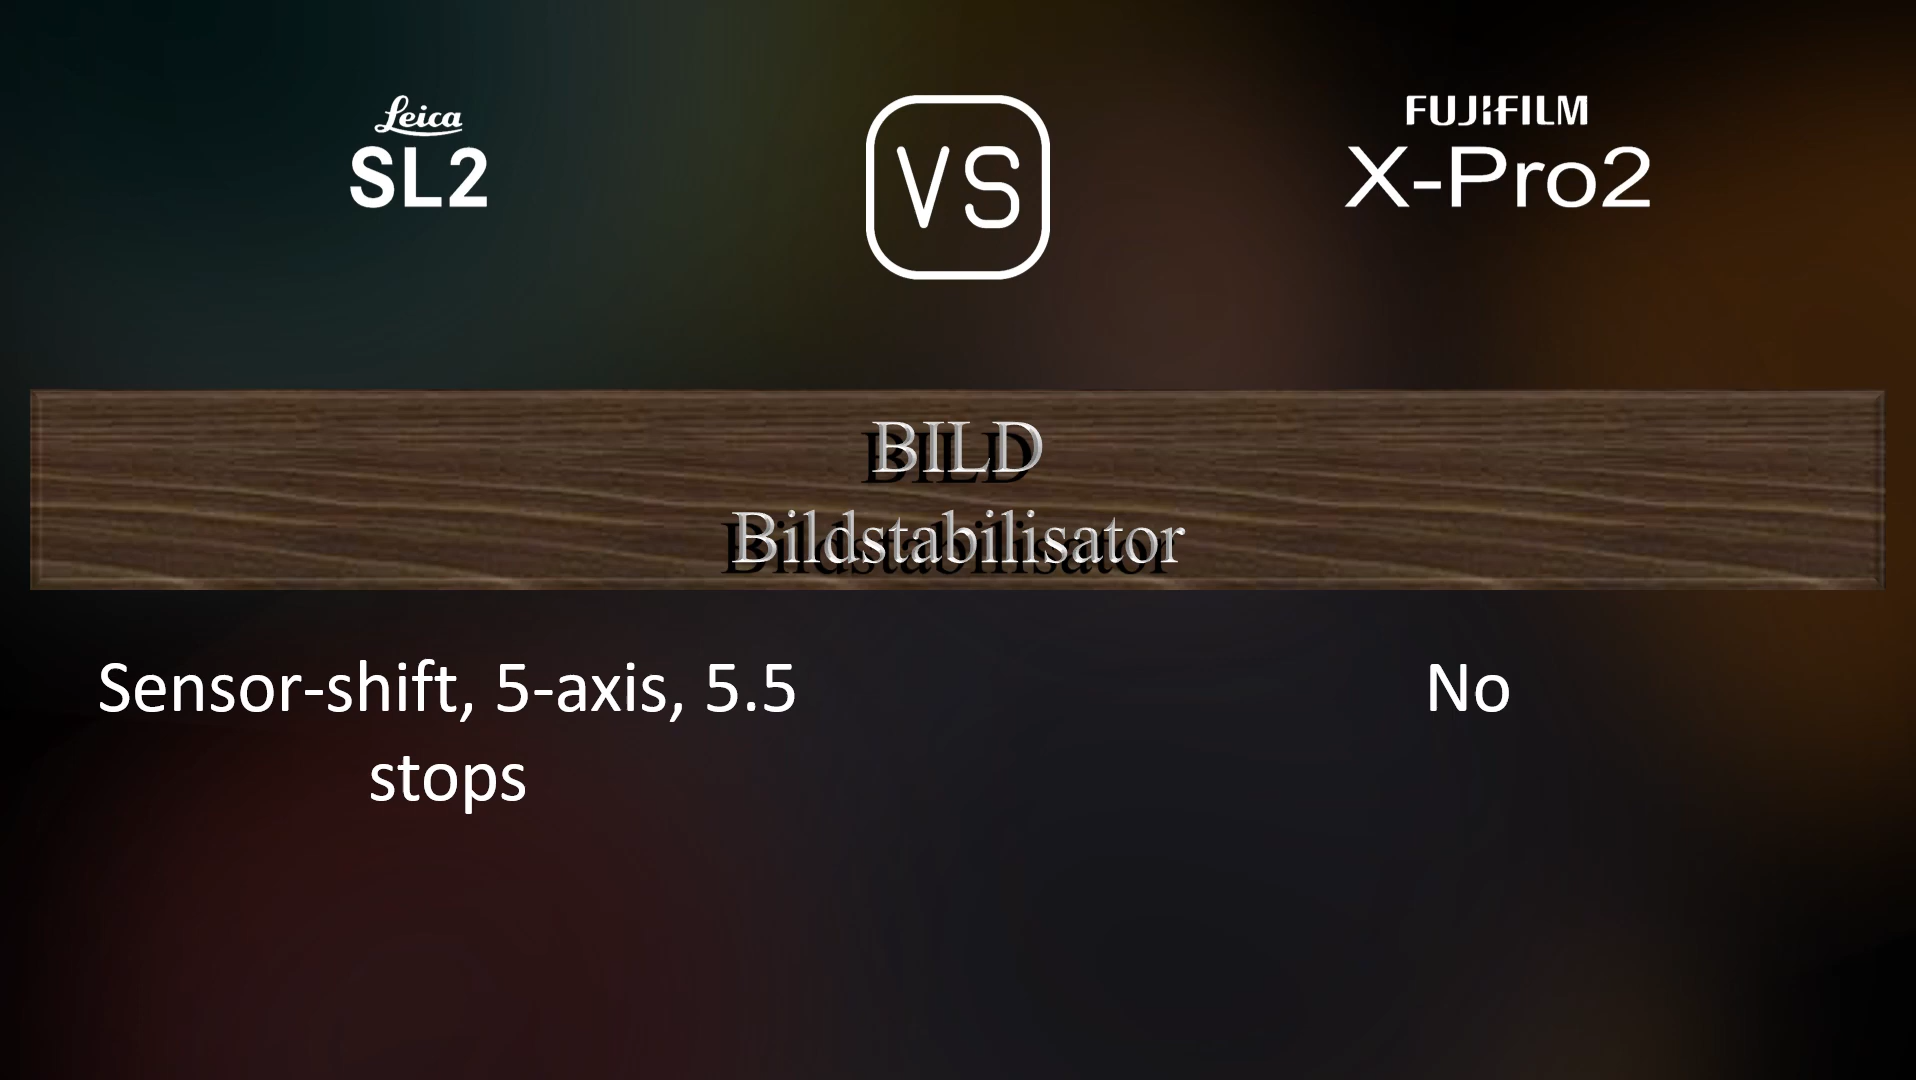 Leica
SL2
VS
FUJIFILM
X-Pro2
BILD
Bildstabilisator
Sensor-shift, 5-axis, 5.5
stops
No